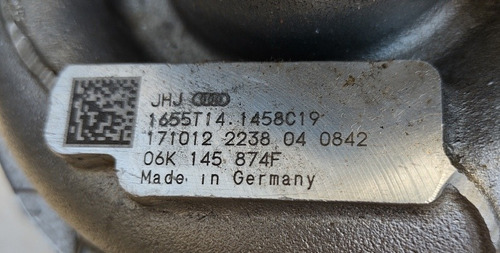 JHJ
1655T14.1458C19
171012 2238 04 0842
06K 145 874F
Made in Germany